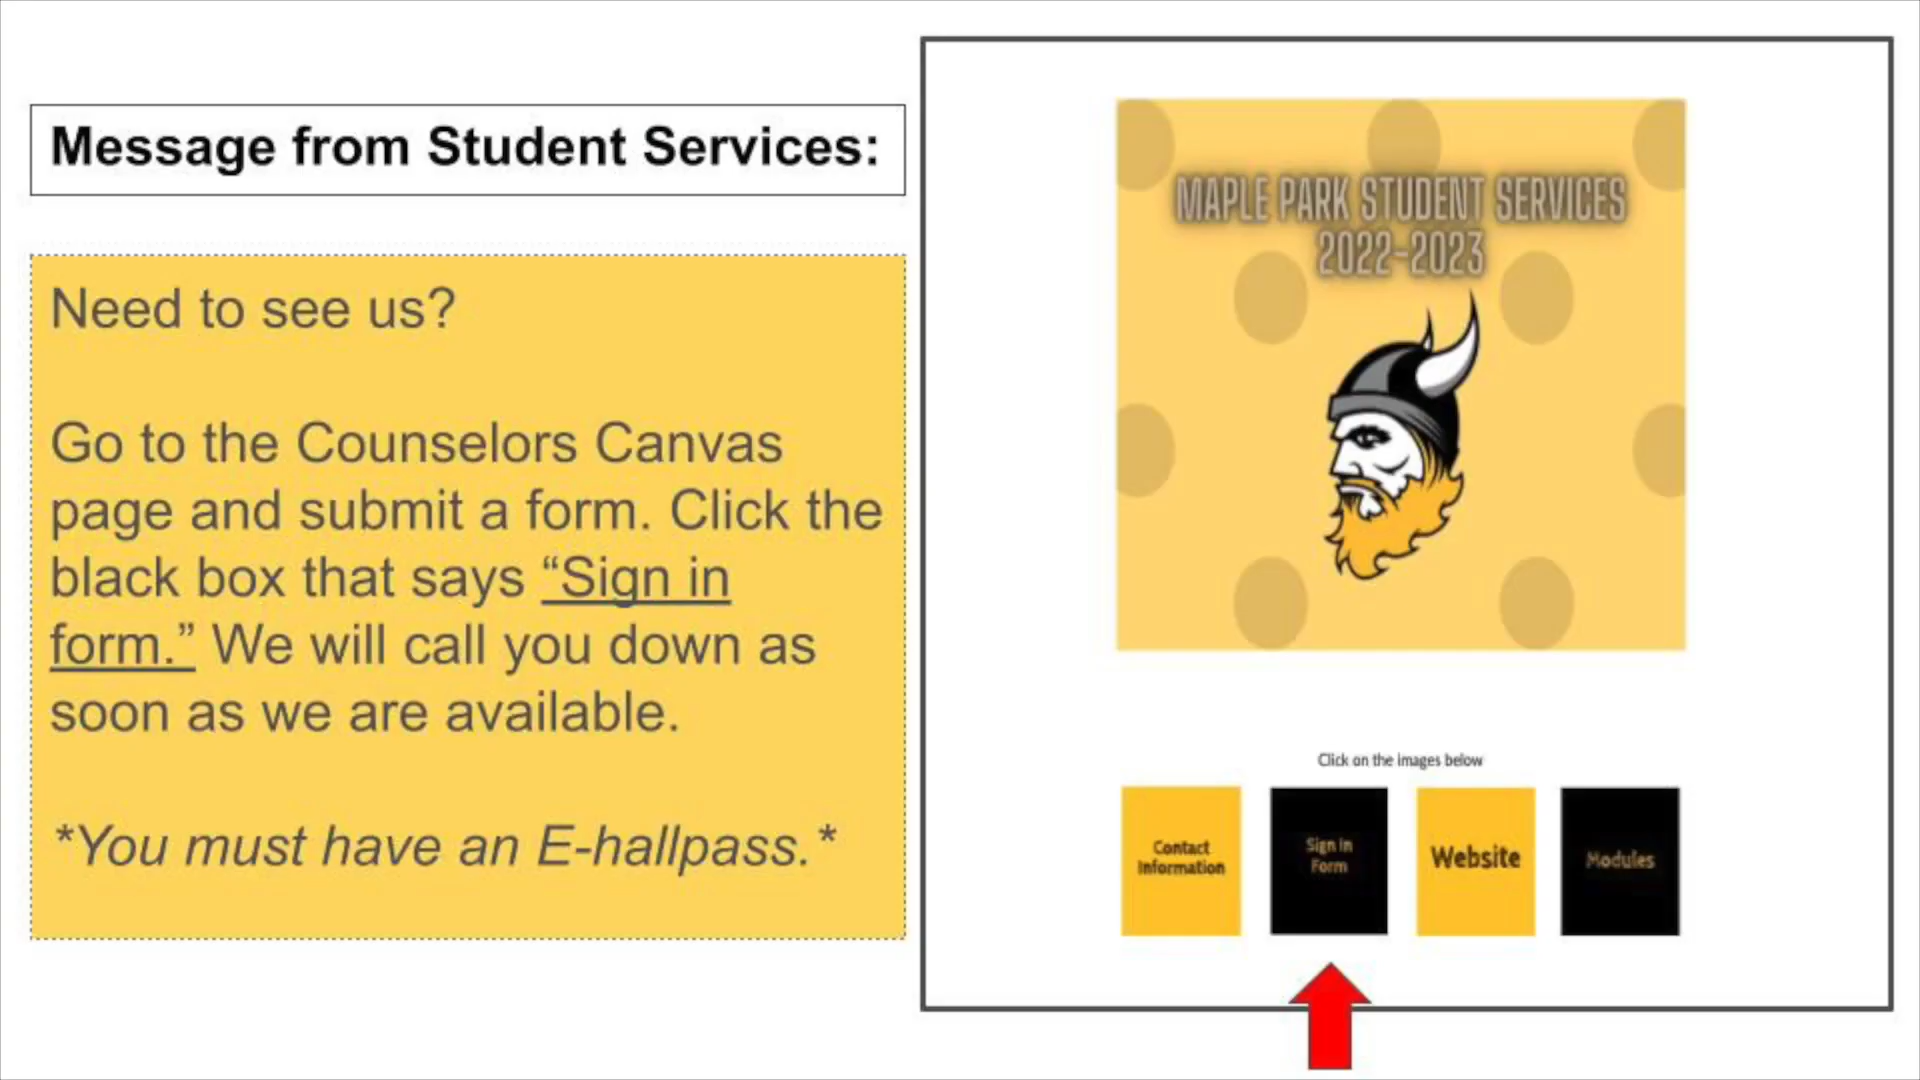 Message from Student Services:
Need to see us?
Go to the Counselors Canvas
page and submit a form. Click the
black box that says “Sign in
form.” We will call you down as
soon as we are available.
*You must have an E-hallpass.*
MAPLE PARK STUDENT SERVICES
2022-2023
Click on the images below
Contact
Information
Sign In
Form
Website
Modules